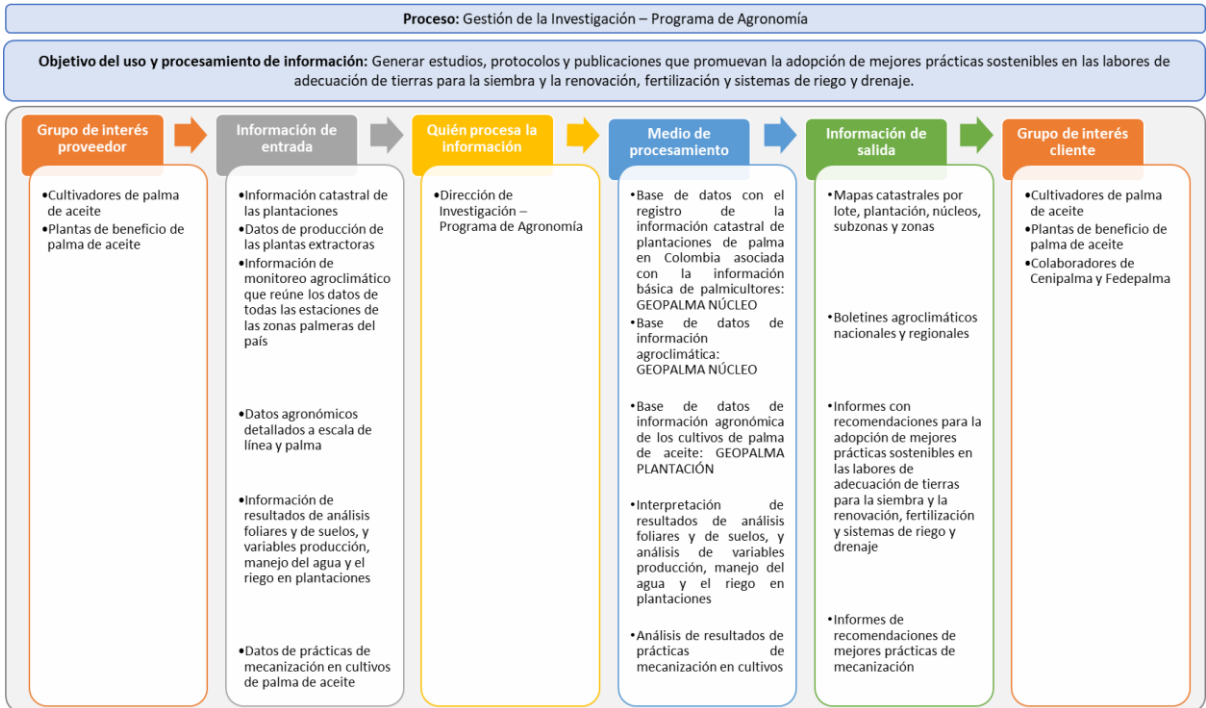 Proceso: Gestión de la Investigación – Programa de Agronomía
Objetivo del uso y procesamiento de información: Generar estudios, protocolos y publicaciones que promuevan la adopción de mejores prácticas sostenibles en las labores de
adecuación de tierras para la siembra y la renovación, fertilización y sistemas de riego y drenaje.
Grupo de interés
proveedor
•Cultivadores de palma
de aceite
•Plantas de beneficio de
palma de aceite
Información de
entrada
•Información catastral de
las plantaciones
•Datos de producción de
las plantas extractoras
•Información de
monitoreo agroclimático
que reúne los datos de
todas las estaciones de
las zonas palmeras del
país
•Datos agronómicos
detallados a escala de
línea y palma
•Información de
resultados de análisis
foliares y de suelos, y
variables producción,
manejo del agua y el
riego en plantaciones
•Datos de prácticas de
mecanización en cultivos
de palma de aceite
Quién procesa la
información
•Dirección de
Investigación –
Programa de Agronomía
Medio de
procesamiento
•Base de datos con el
registro de la
información catastral de
plantaciones de palma
en Colombia asociada
con la información
básica de palmicultores:
GEOPALMA NÚCLEO
•Base de datos de
información
agroclimática:
GEOPALMA NÚCLEO
•Base de datos de
información agronómica
de los cultivos de palma
de aceite: GEOPALMA
PLANTACIÓN
•Interpretación de
resultados de análisis
foliares y de suelos, y
análisis de variables
producción, manejo del
agua y el riego en
plantaciones
•Análisis de resultados de
prácticas de
mecanización en cultivos
Información de
salida
•Mapas catastrales por
lote, plantación, núcleos,
subzonas y zonas
•Boletines agroclimáticos
nacionales y regionales
•Informes con
recomendaciones para la
adopción de mejores
prácticas sostenibles en
las labores de
adecuación de tierras
para la siembra y la
renovación, fertilización
y sistemas de riego y
drenaje
•Informes de
recomendaciones de
mejores prácticas de
mecanización
Grupo de interés
cliente
•Cultivadores de palma
de aceite
•Plantas de beneficio de
palma de aceite
•Colaboradores de
Cenipalma y Fedepalma